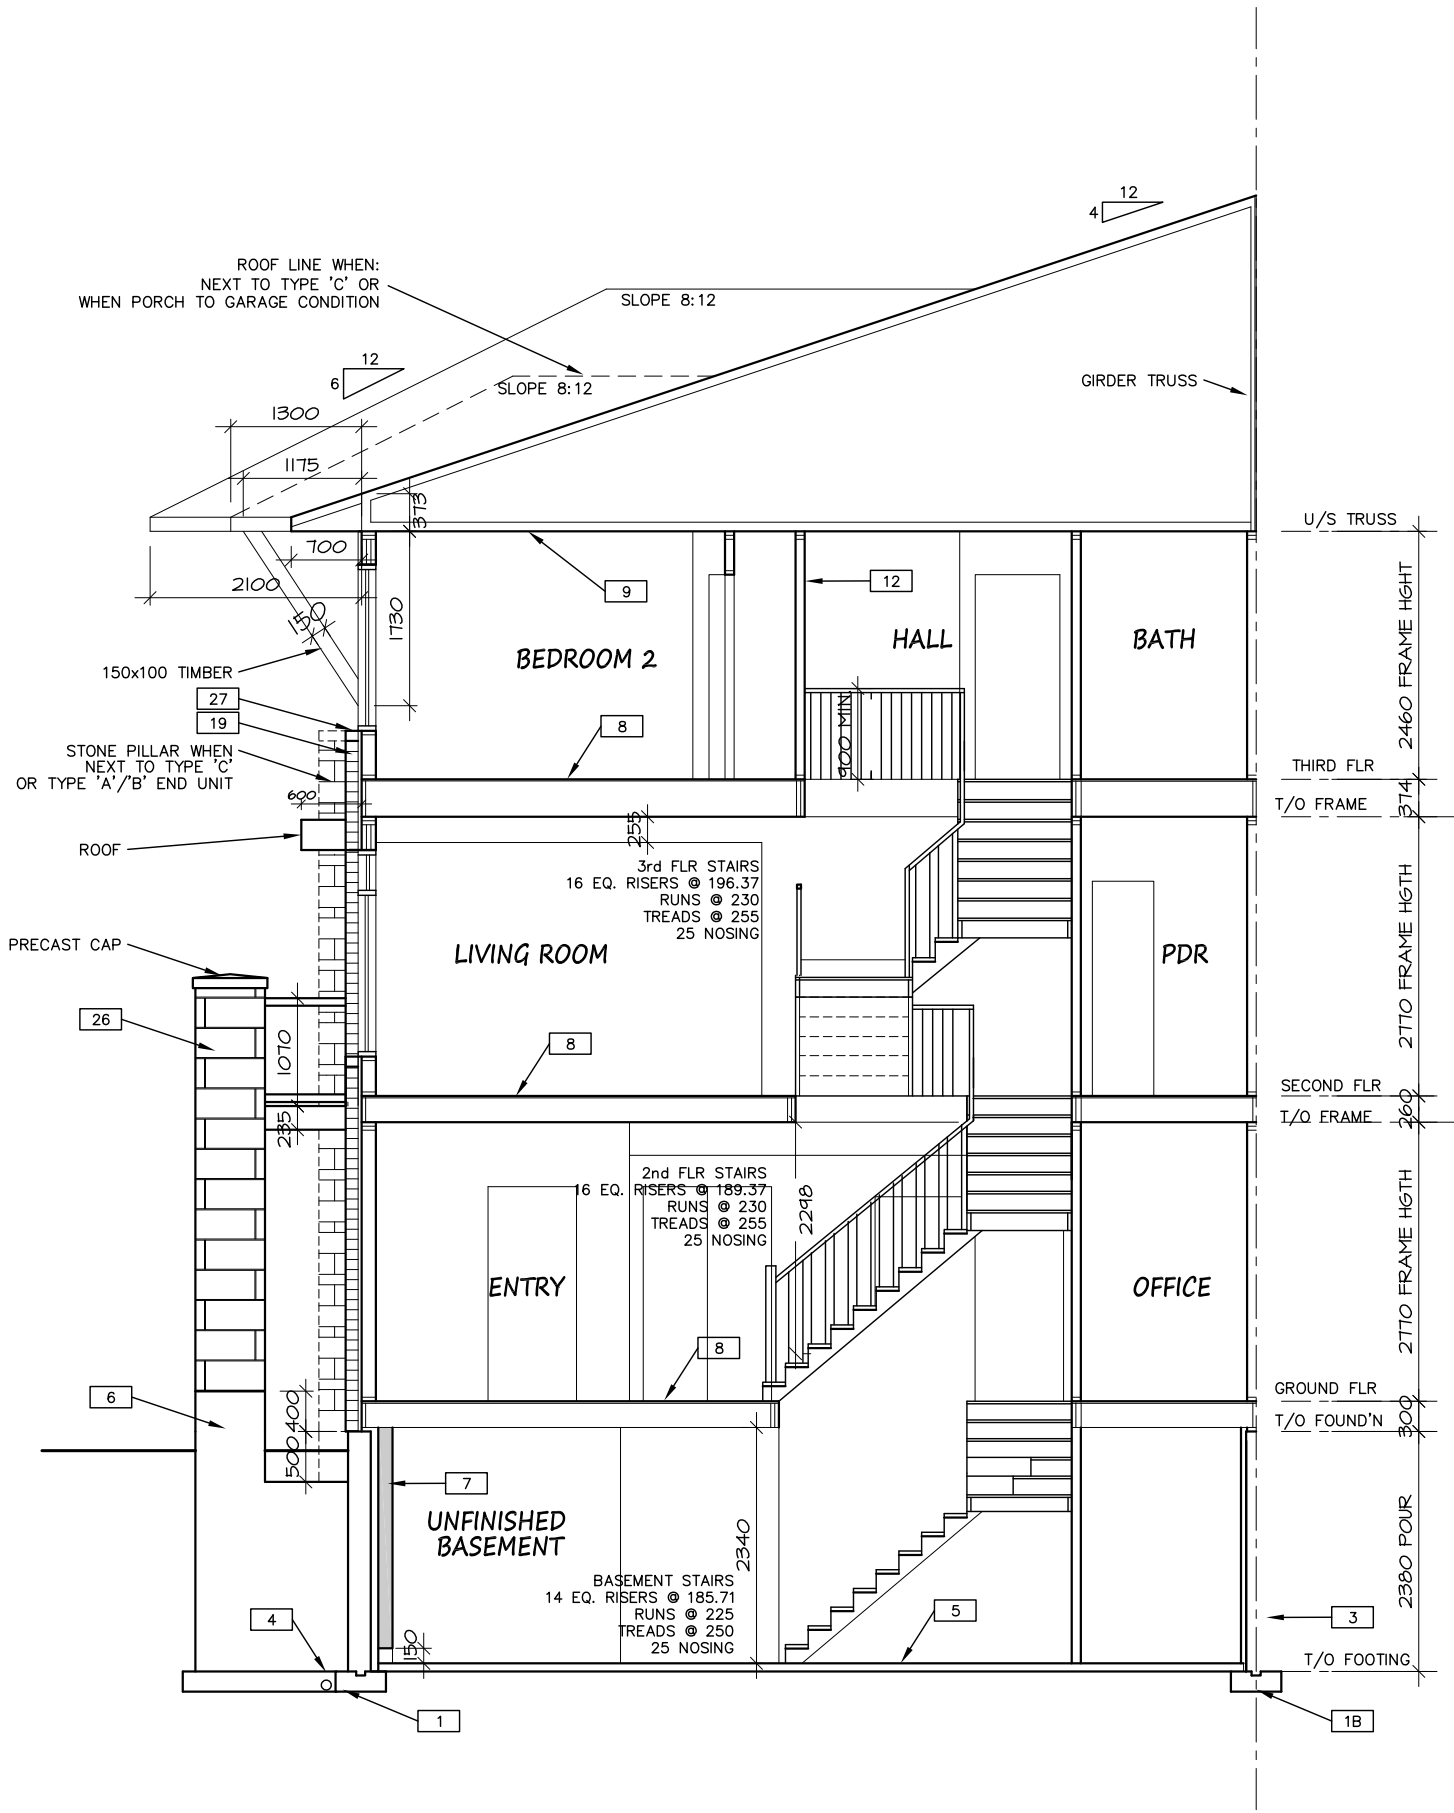 12
4
ROOF LINE WHEN:
NEXT TO TYPE 'C' OR
WHEN PORCH TO GARAGE CONDITION
SLOPE 8:12
12
6
SLOPE 8:12
GIRDER TRUSS
1300
1175
373
U/S TRUSS
700
2100
9
12
150
1730
2460 FRAME HGHT
HALL
BATH
BEDROOM 2
150x100 TIMBER
27
19
8
900 MIN
STONE PILLAR WHEN
NEXT TO TYPE 'C'
OR TYPE 'A'/'B' END UNIT
THIRD FLR
600
374
T/O FRAME
255
ROOF
3rd FLR STAIRS
16 EQ. RISERS @ 196.37
RUNS @ 230
TREADS @ 255
25 NOSING
2770 FRAME HGTH
PRECAST CAP
LIVING ROOM
PDR
26
8
1070
SECOND FLR
260
T/O FRAME
235
2nd FLR STAIRS
16 EQ. RISERS @ 189.37
RUNS @ 230
TREADS @ 255
25 NOSING
2298
2770 FRAME HGTH
ENTRY
OFFICE
8
6
GROUND FLR
400
T/O FOUND'N
300
500
7
UNFINISHED
BASEMENT
2340
2380 POUR
BASEMENT STAIRS
14 EQ. RISERS @ 185.71
RUNS @ 225
TREADS @ 250
25 NOSING
4
5
3
150
T/O FOOTING
1
1B